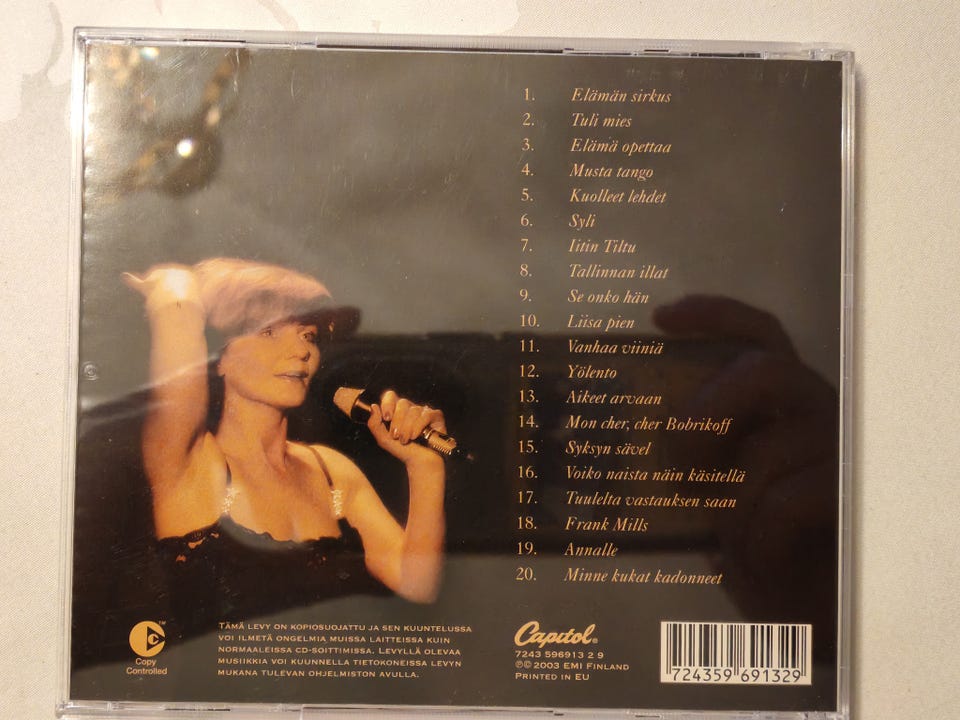 1. Elämän sirkus
2. Tuli mies
3. Elämä opettaa
4. Musta tango
5. Kuolleet lehdet
6. Syli
7. Iitin Tiltu
8. Tallinnan illat
9. Se onko hän
10. Liisa pien
11. Vanhaa viiniä
12. Yölento
13. Aikeet arvaan
14. Mon cher, cher Bobrikoff
15. Syksyn sävel
16. Voiko naista näin käsitellä
17. Tuulelta vastauksen saan
18. Frank Mills
19. Annalle
20. Minne kukat kadonneet
TM
Copy
Controlled
TÄMÄ LEVY ON KOPIOSUOJATTU JA SEN KUUNTELUSSA
VOI ILMETÄ ONGELMIA MUISSA LAITTEISSA KUIN
NORMAALEISSA CD-SOITTIMISSA. LEVYLLÄ OLEVAA
MUSIIKKIA VOI KUUNNELLA TIETOKONEISSA LEVYN
MUKANA TULEVAN OHJELMISTON AVULLA.
Capitol®
7243 596913 2 9
℗© 2003 EMI FINLAND
PRINTED IN EU
724359 691329